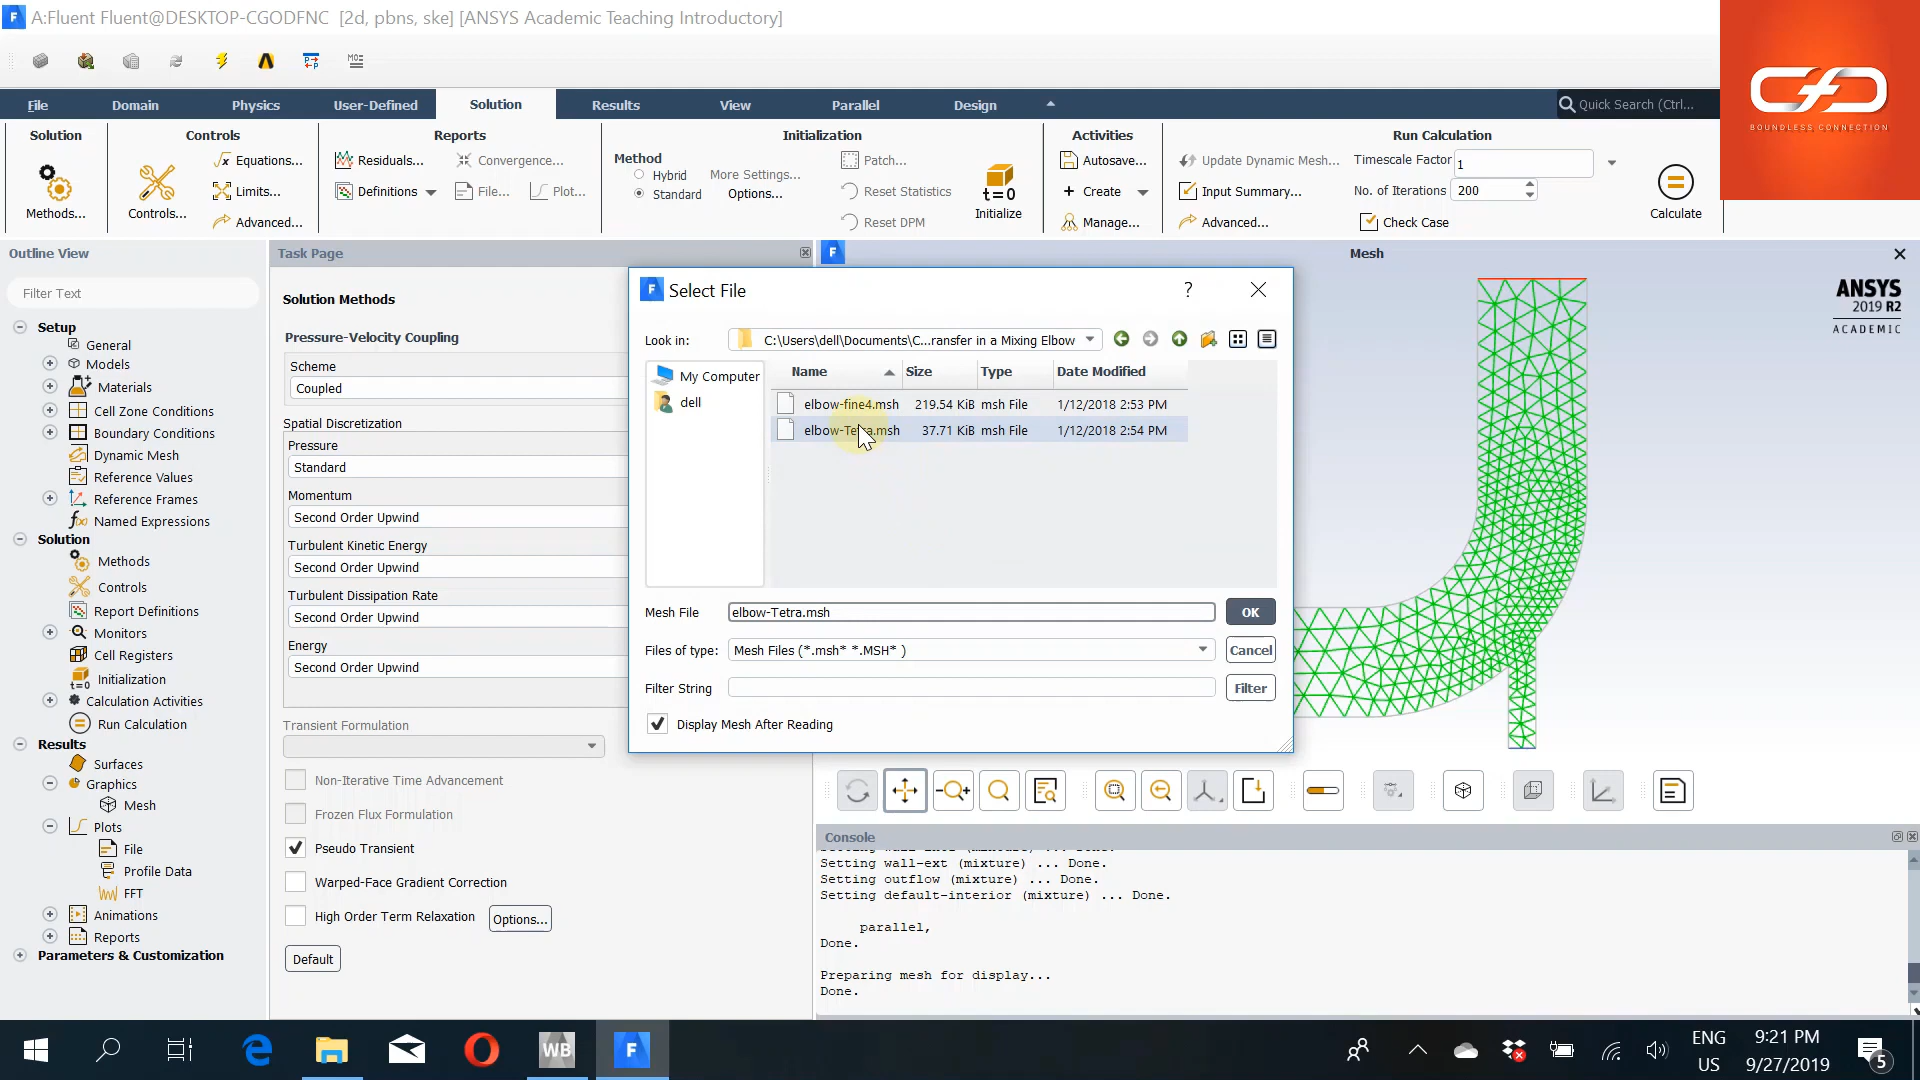 A:Fluent Fluent@DESKTOP-CGODFNC [2d, pbns, ske] [ANSYS Academic Teaching Introductory]
BOUNDLESS CONNECTION
File Domain Physics User-Defined Solution Results View Parallel Design Quick Search (Ctrl...
Solution Controls Reports Initialization Activities Run Calculation
Methods...
Controls...
Equations...
Limits...
Advanced...
Residuals... Convergence...
Definitions File... Plot...
Method
Hybrid More Settings...
Standard Options...
Patch...
Reset Statistics
Reset DPM
t=0
Initialize
Autosave...
Create
Manage...
Update Dynamic Mesh... Timescale Factor 1
Input Summary... No. of Iterations 200
Advanced... Check Case
Calculate
Outline View
Filter Text
Setup
General
Models
Materials
Cell Zone Conditions
Boundary Conditions
Dynamic Mesh
Reference Values
Reference Frames
Named Expressions
Solution
Methods
Controls
Report Definitions
Monitors
Cell Registers
Initialization
Calculation Activities
Run Calculation
Results
Surfaces
Graphics
Mesh
Plots
File
Profile Data
FFT
Animations
Reports
Parameters & Customization
Task Page
Solution Methods
Pressure-Velocity Coupling
Scheme
Coupled
Spatial Discretization
Pressure
Standard
Momentum
Second Order Upwind
Turbulent Kinetic Energy
Second Order Upwind
Turbulent Dissipation Rate
Second Order Upwind
Energy
Second Order Upwind
Transient Formulation
Non-Iterative Time Advancement
Frozen Flux Formulation
Pseudo Transient
Warped-Face Gradient Correction
High Order Term Relaxation Options...
Default
Select File
?
Look in: C:\Users\dell\Documents\C...ransfer in a Mixing Elbow
My Computer
dell
Name Size Type Date Modified
elbow-fine4.msh 219.54 KiB msh File 1/12/2018 2:53 PM
elbow-Tetra.msh 37.71 KiB msh File 1/12/2018 2:54 PM
Mesh File elbow-Tetra.msh OK
Files of type: Mesh Files (*.msh* *.MSH* ) Cancel
Filter String Filter
Display Mesh After Reading
Mesh
ANSYS
2019 R2
ACADEMIC
Console
Setting wall-ext (mixture) ... Done.
Setting outflow (mixture) ... Done.
Setting default-interior (mixture) ... Done.
parallel,
Done.
Preparing mesh for display...
Done.
WB
F
ENG
US
9:21 PM
9/27/2019
5